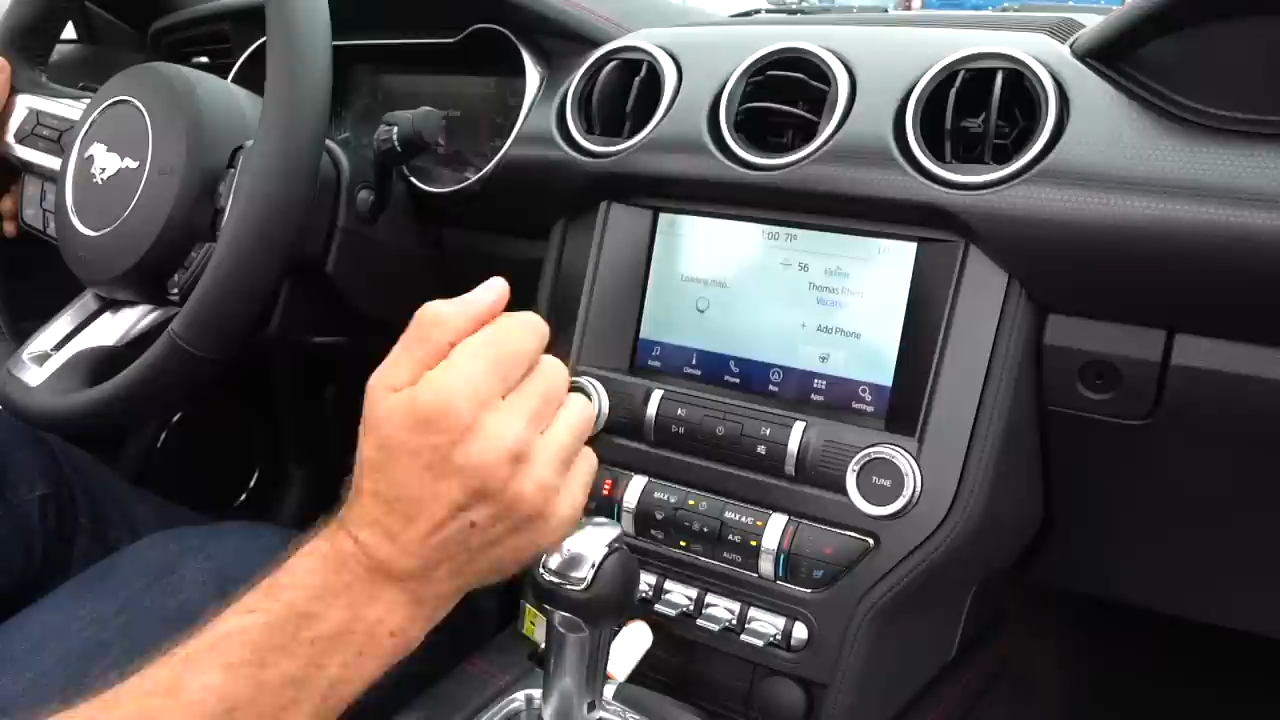 1:00 71°
56
Loading map..
Thomas Rhett
+ Add Phone
Audio
Climate
Phone
Nav
Apps
Settings
TUNE
MAX
MAX A/C
A/C
AUTO